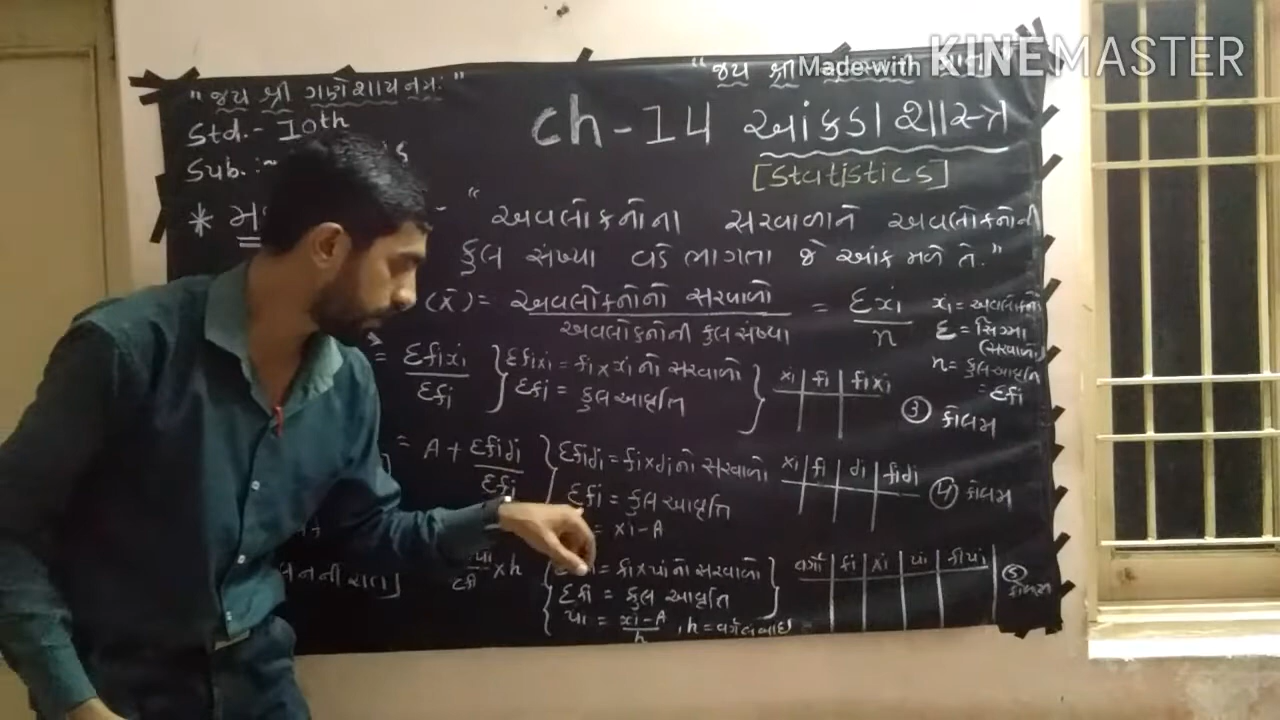 "જય શ્રી ગણેશાય નમઃ"
"જય શ્રી
Made with KINEMASTER
Std.- 10th
Sub. :-
ch-14 આંકડાશાસ્ત્ર
[Statistics]
* - "અવલોકનોના સરવાળાને અવલોકનોની
કુલ સંખ્યા વડે ભાગતા જે આંક મળે તે."
(x̄) = અવલોકનોનો સરવાળો / અવલોકનોની કુલ સંખ્યા = Σxi / n
xi = અવલોકનો
Σ = સિગ્મા
(સરવાળો)
n = કુલ આવૃત્તિ
= Σfi
= Σfixi / Σfi } Σfixi = fi×xi નો સરવાળો
Σfi = કુલ આવૃત્તિ
xi | fi | fixi
③ કોલમ
= A + Σfidi / Σfi } Σfidi = fi×di નો સરવાળો
Σfi = કુલ આવૃત્તિ
= xi-A
xi | fi | di | fidi
④ કોલમ
ની રીત]
ui / Σfi × h
= fi×ui નો સરવાળો
Σfi = કુલ આવૃત્તિ
ui = xi-A / h , h = વર્ગલંબાઈ
વર્ગ | fi | xi | ui | fiui
⑤ કોલમ